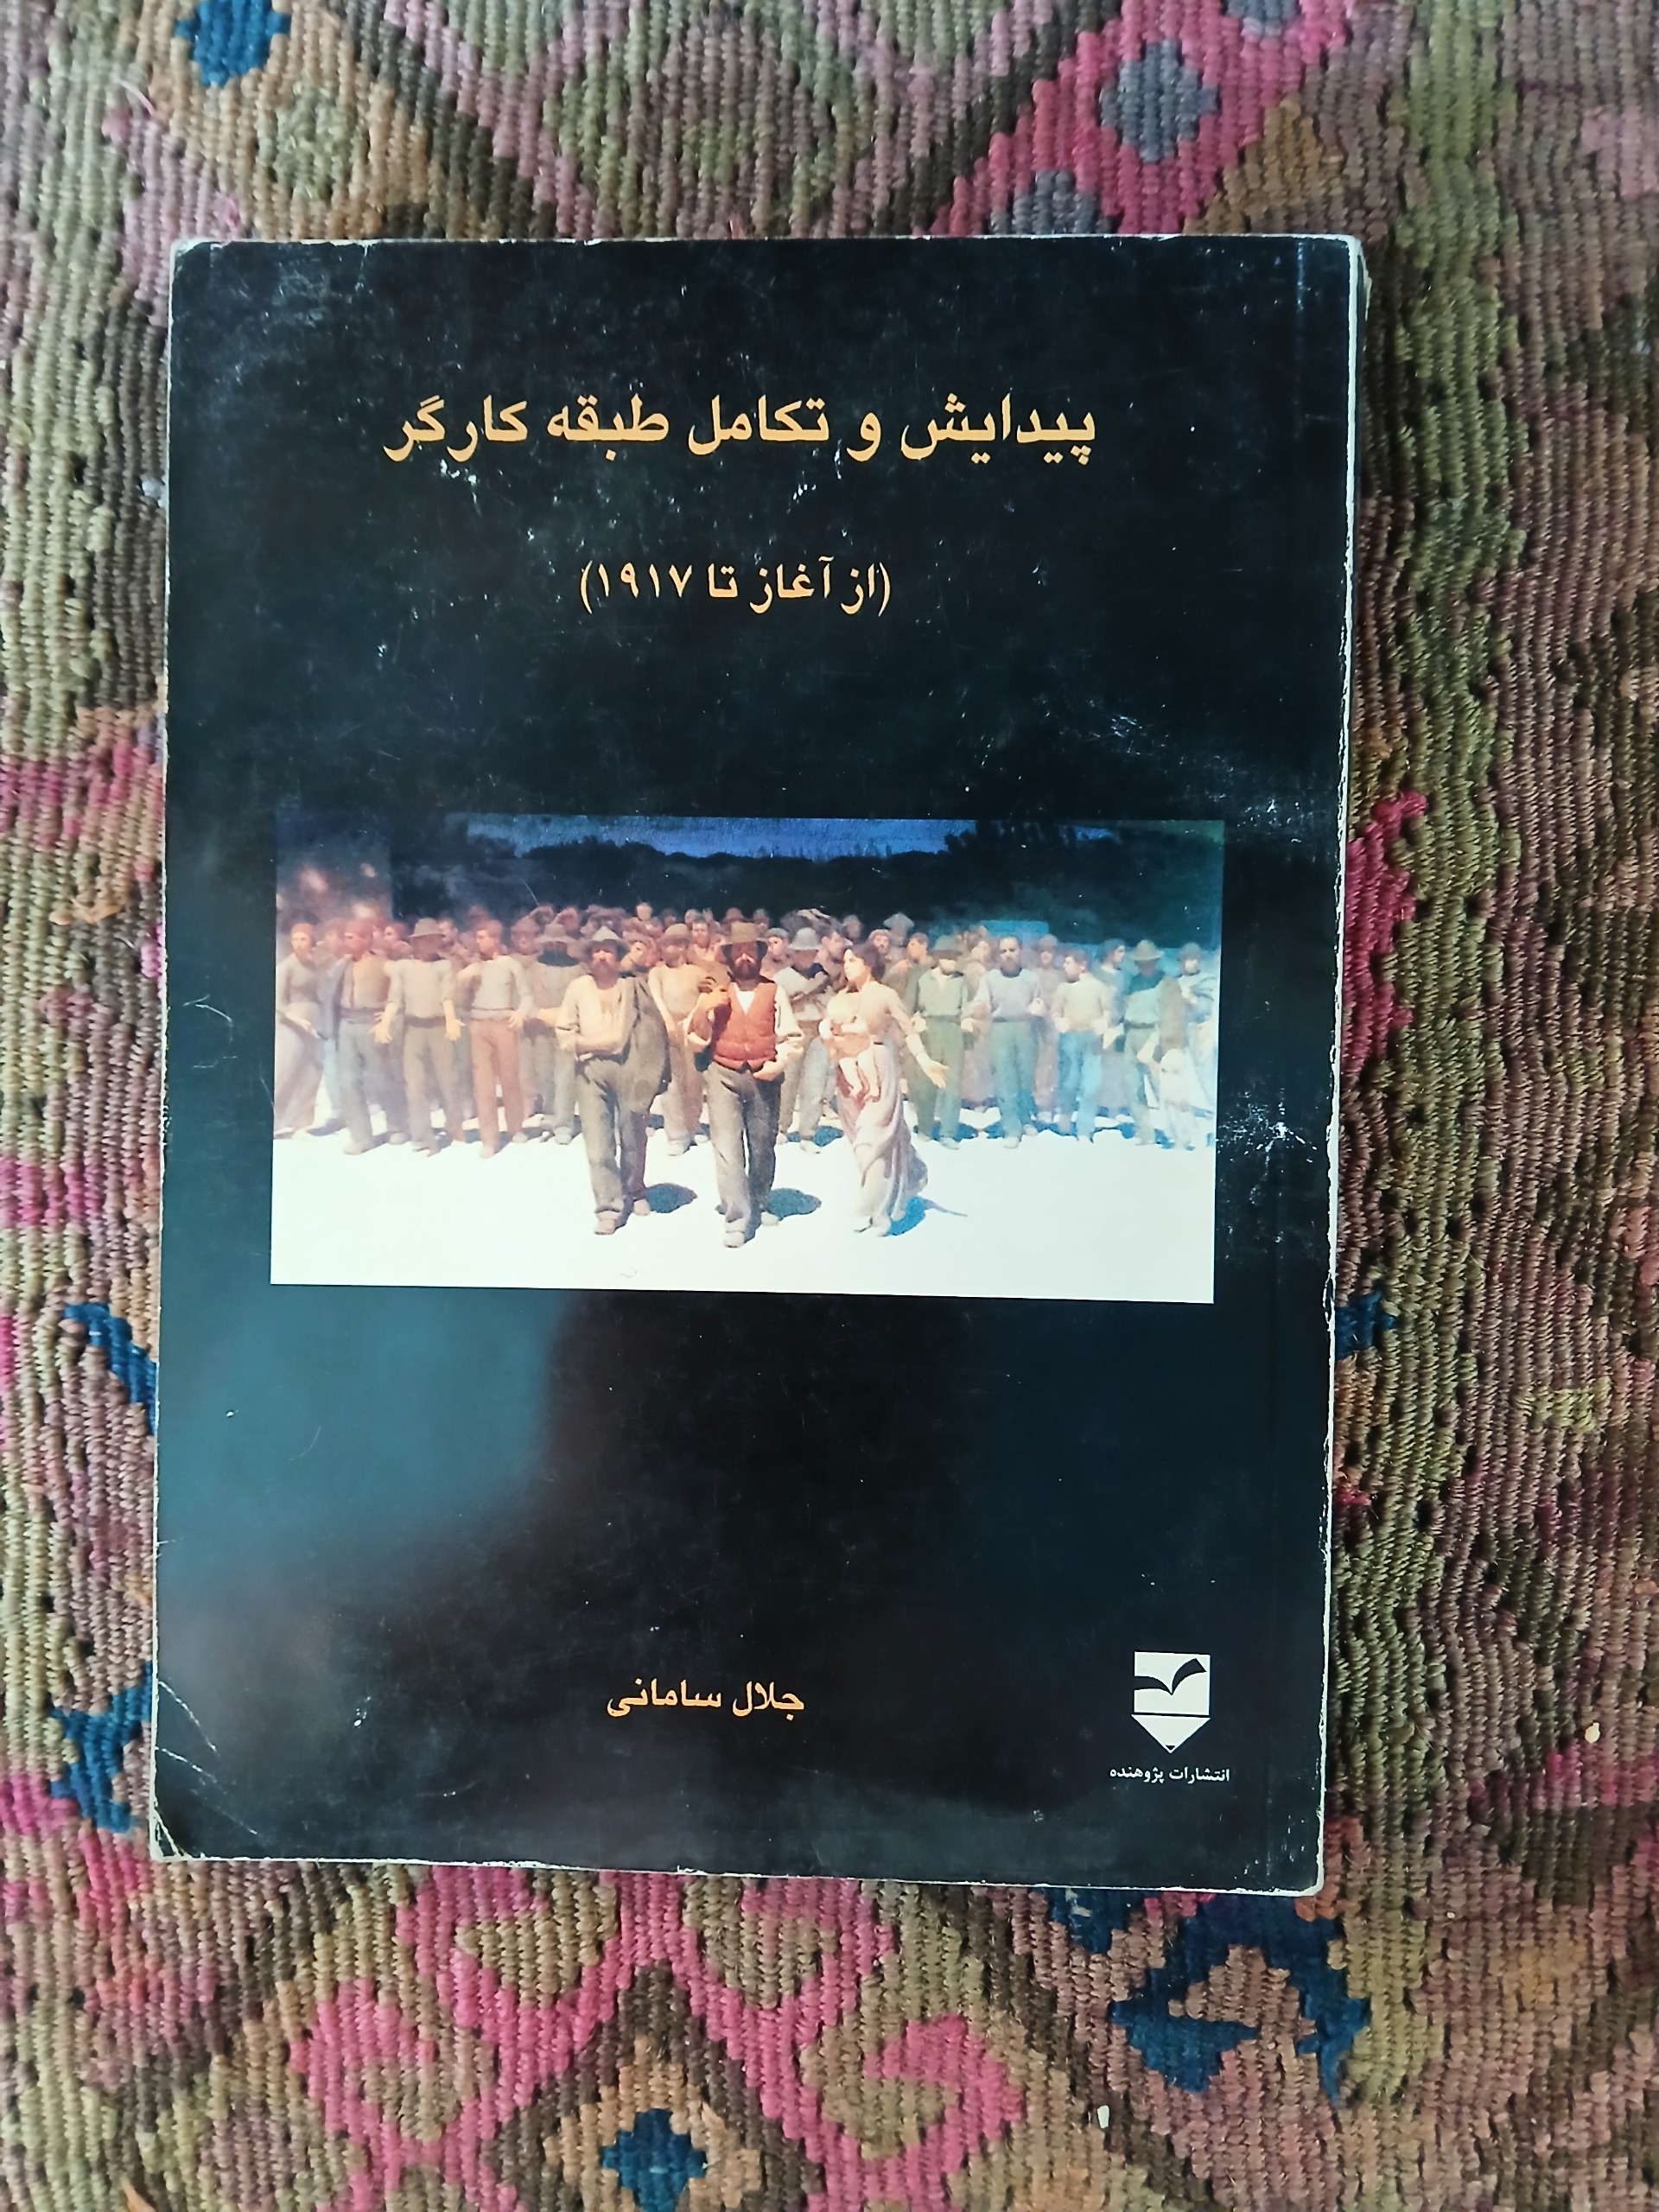 پیدایش و تکامل طبقه کارگر
(از آغاز تا ۱۹۱۷)
جلال سامانی
انتشارات پژوهنده